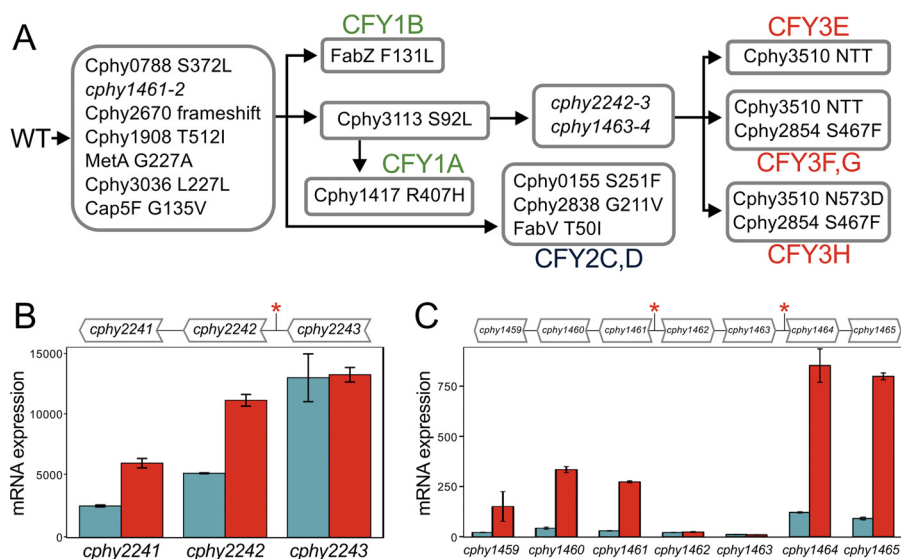 A
WT
Cphy0788 S372L
cphy1461-2
Cphy2670 frameshift
Cphy1908 T512I
MetA G227A
Cphy3036 L227L
Cap5F G135V
CFY1B
FabZ F131L
Cphy3113 S92L
CFY1A
Cphy1417 R407H
cphy2242-3
cphy1463-4
Cphy0155 S251F
Cphy2838 G211V
FabV T50I
CFY2C,D
CFY3E
Cphy3510 NTT
Cphy3510 NTT
Cphy2854 S467F
CFY3F,G
Cphy3510 N573D
Cphy2854 S467F
CFY3H
B
*
cphy2241 cphy2242 cphy2243
mRNA expression
15000
10000
5000
0
cphy2241 cphy2242 cphy2243
C
* *
cphy1459 cphy1460 cphy1461 cphy1462 cphy1463 cphy1464 cphy1465
mRNA expression
750
500
250
0
cphy1459 cphy1460 cphy1461 cphy1462 cphy1463 cphy1464 cphy1465